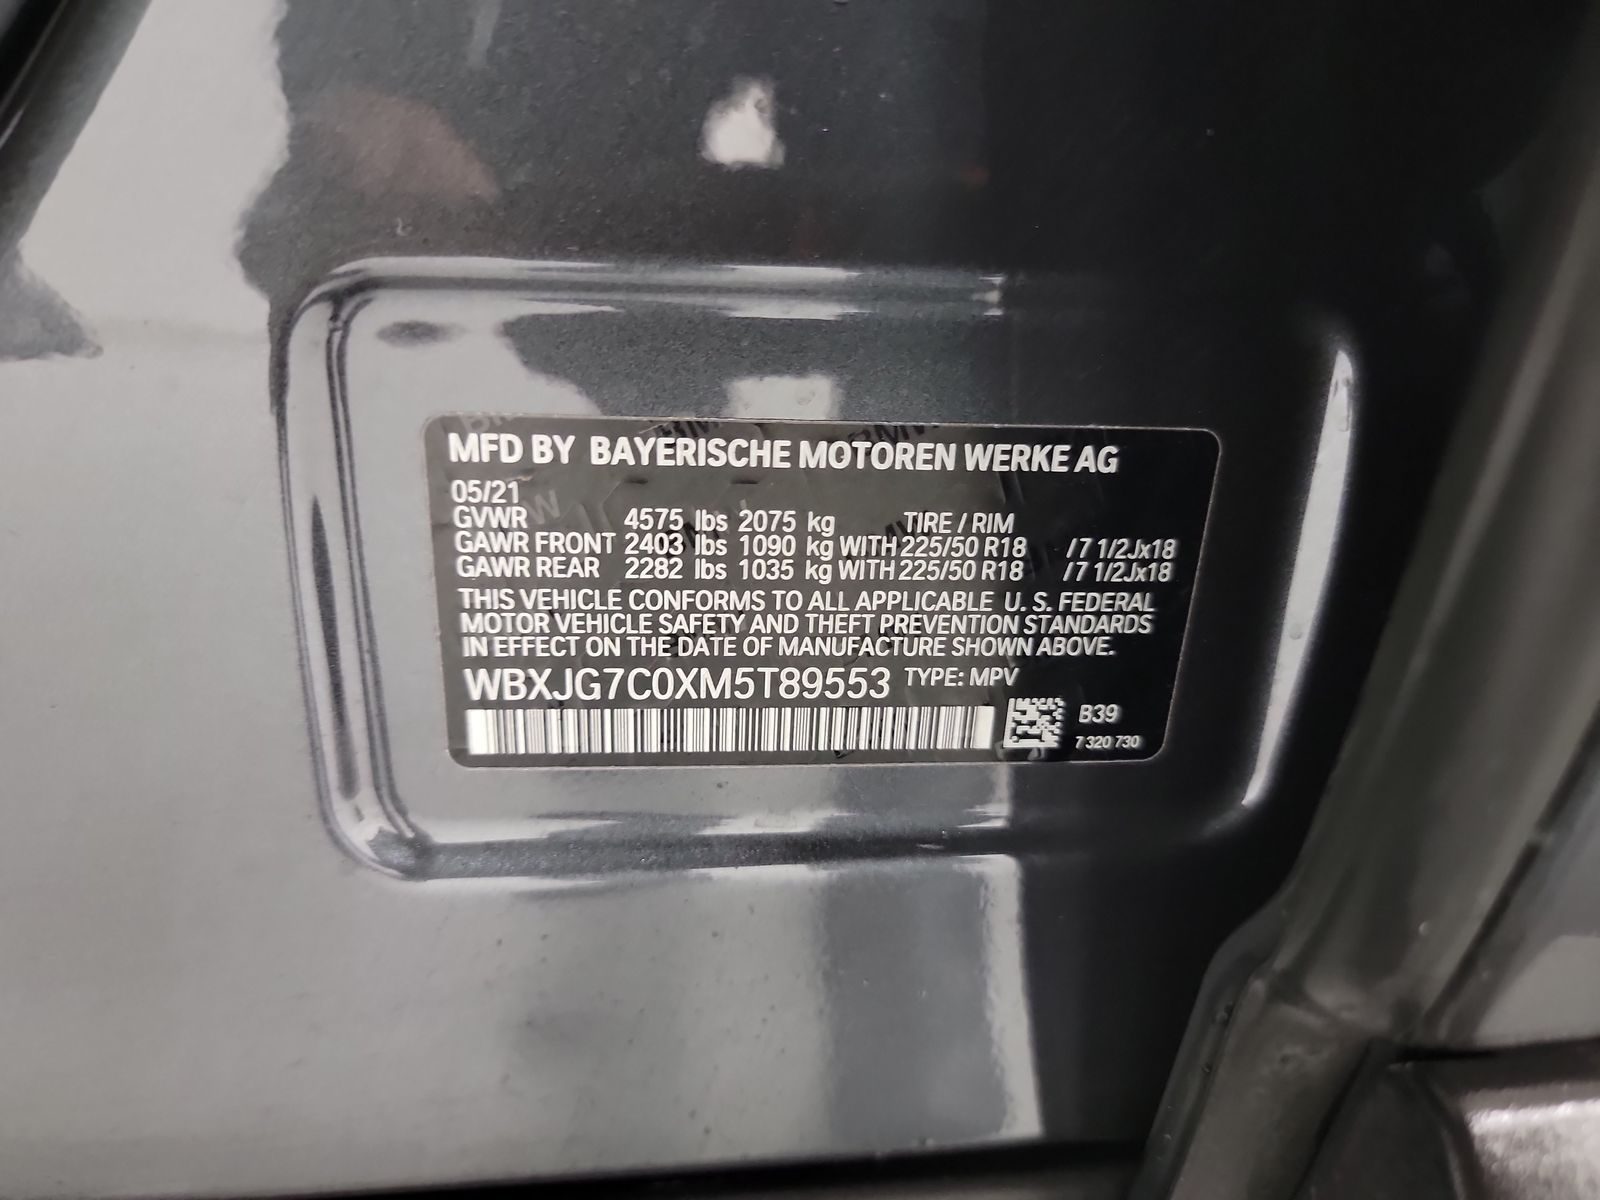 MFD BY BAYERISCHE MOTOREN WERKE AG
05/21
GVWR 4575 lbs 2075 kg TIRE / RIM
GAWR FRONT 2403 lbs 1090 kg WITH 225/50 R18 /7 1/2Jx18
GAWR REAR 2282 lbs 1035 kg WITH 225/50 R18 /7 1/2Jx18
THIS VEHICLE CONFORMS TO ALL APPLICABLE U. S. FEDERAL
MOTOR VEHICLE SAFETY AND THEFT PREVENTION STANDARDS
IN EFFECT ON THE DATE OF MANUFACTURE SHOWN ABOVE.
WBXJG7C0XM5T89553 TYPE: MPV
B39
7 320 730